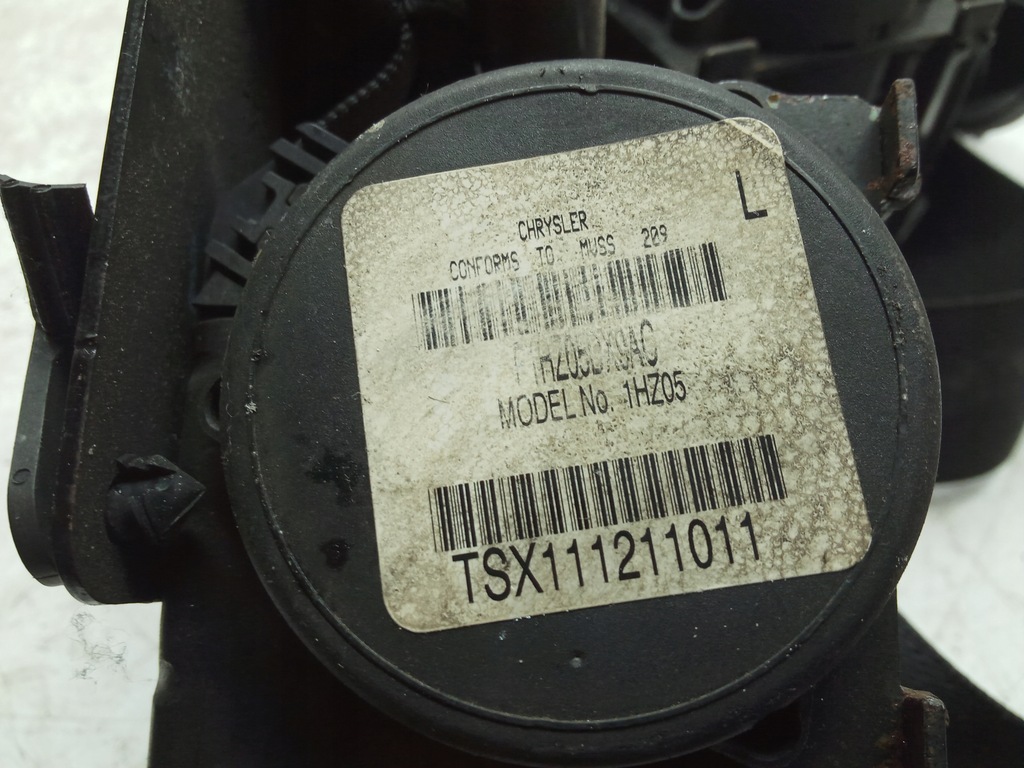 L
CHRYSLER
CONFORMS TO MVSS 209
MODEL No. 1HZ05
TSX111211011